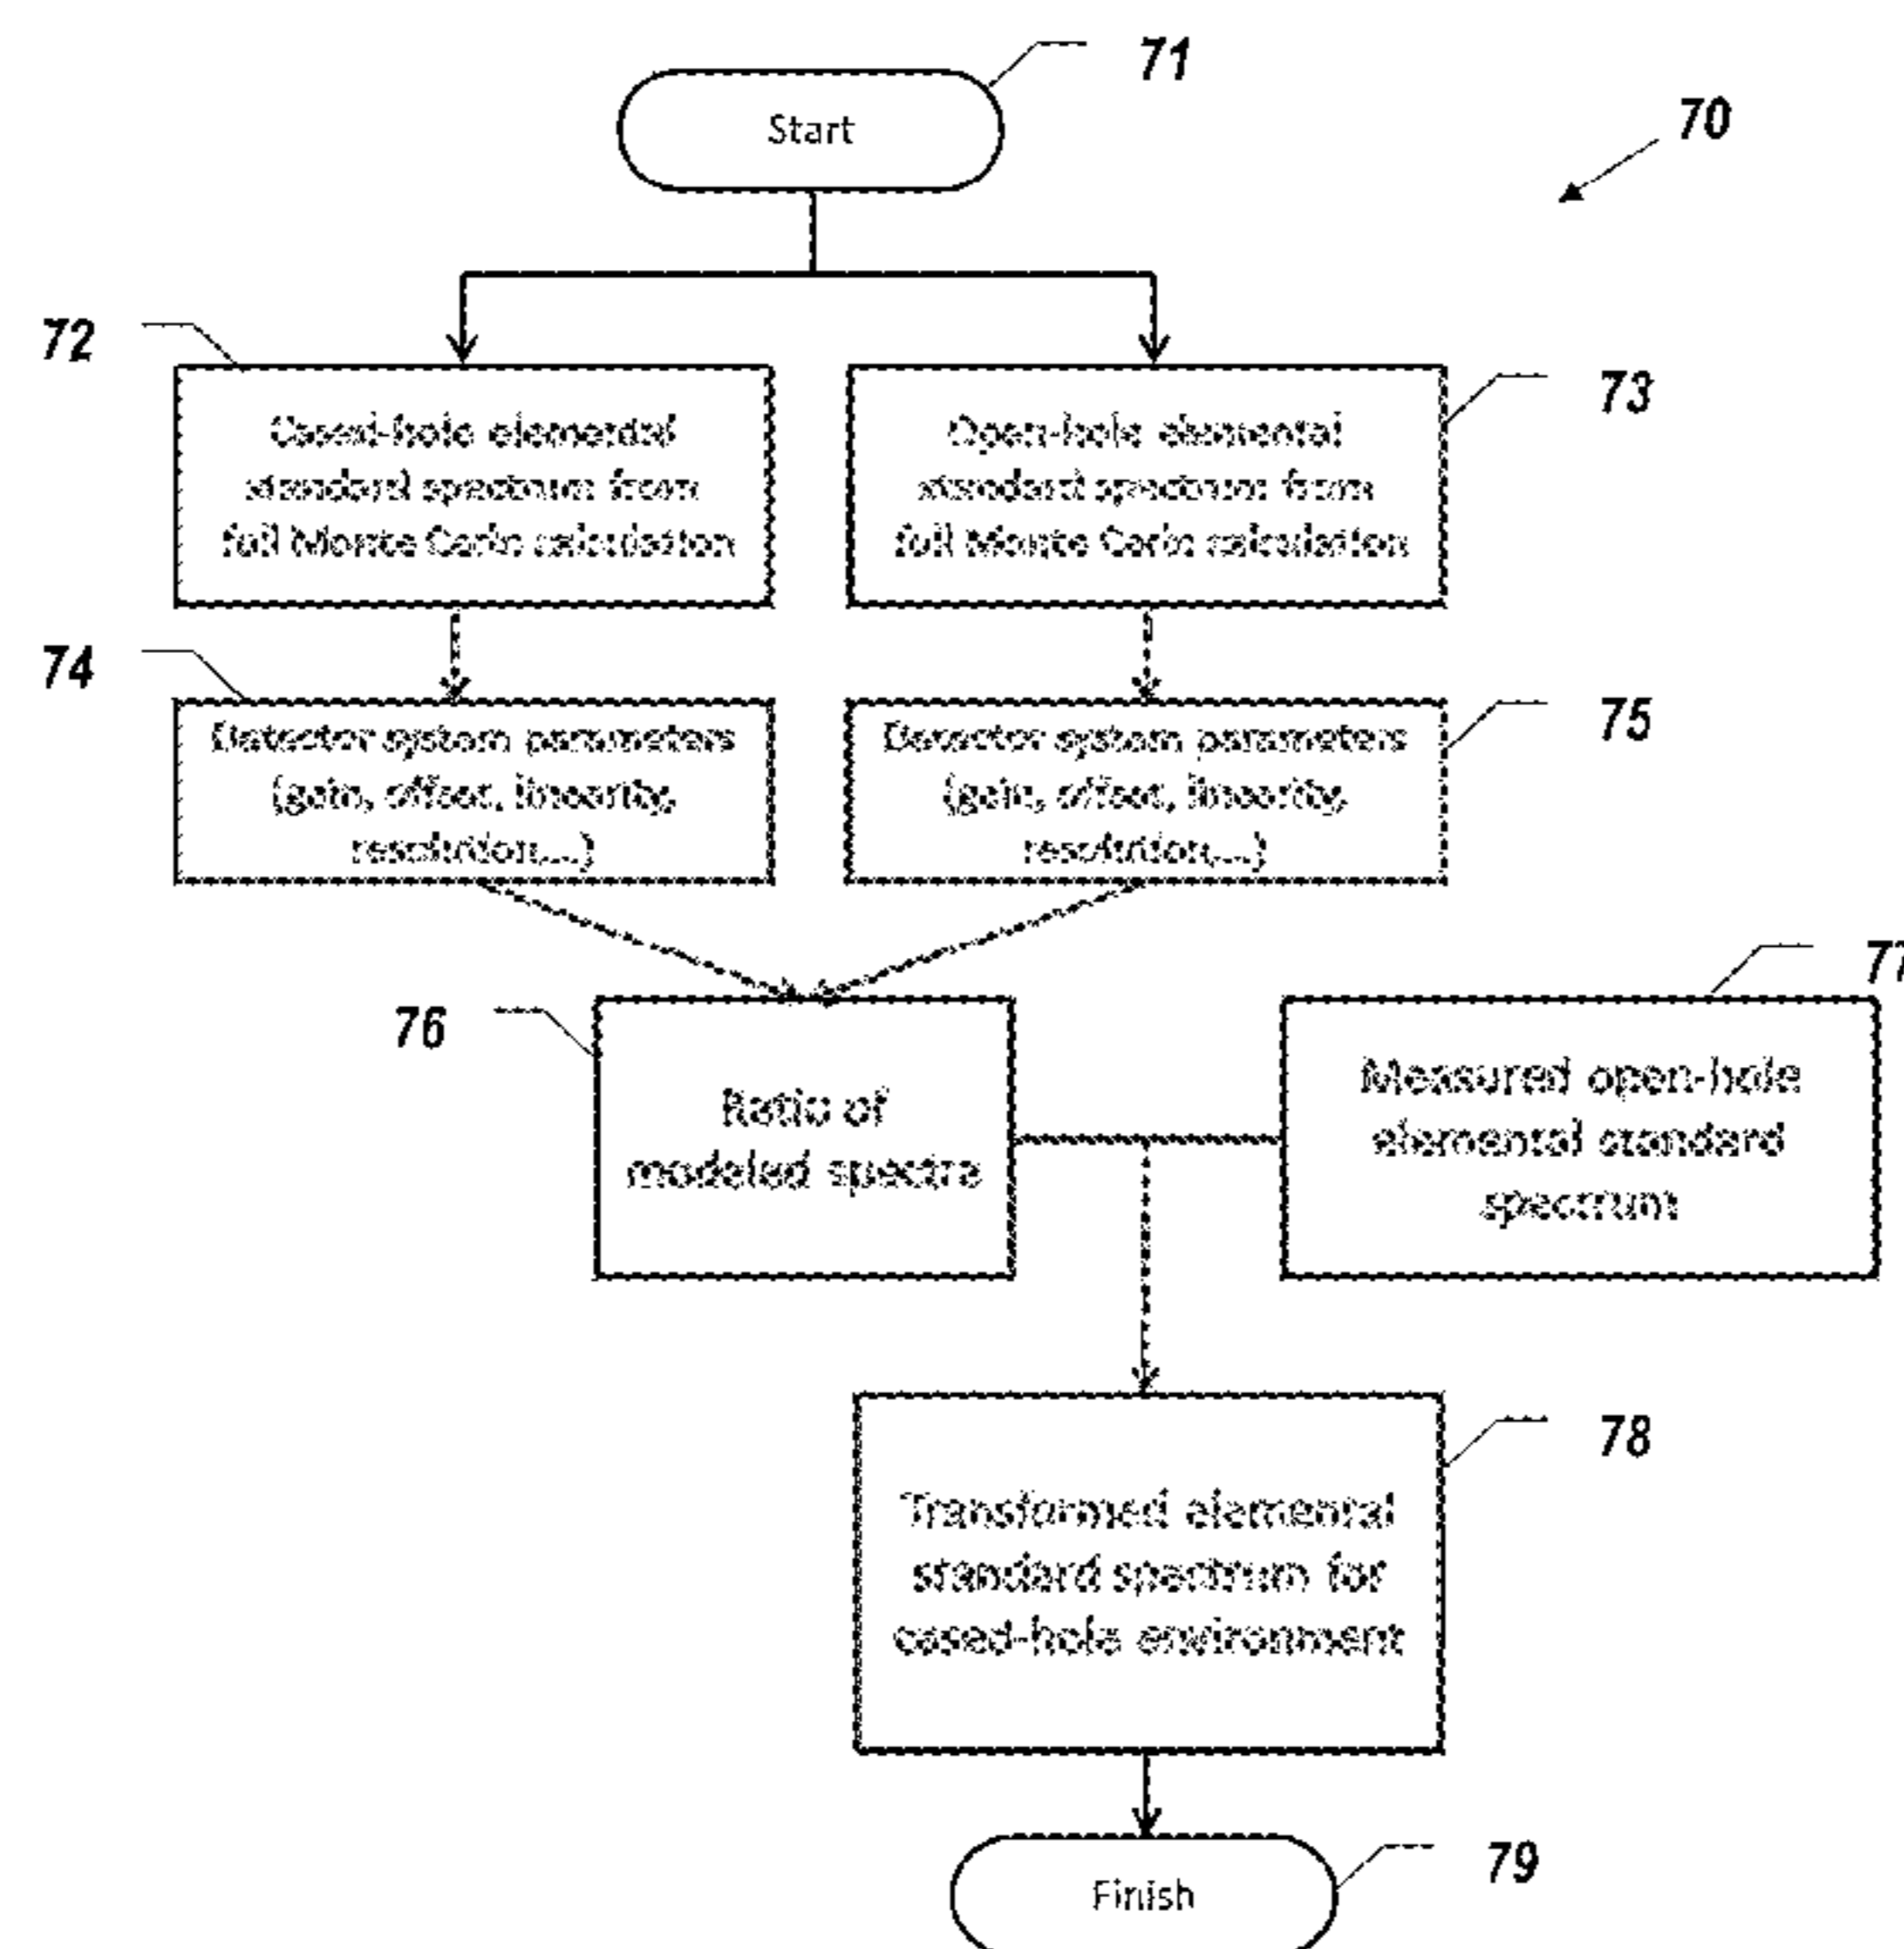 71
Start
70
72
Cased-hole elemental
standard spectrum from
full Monte Carlo calculation
Open-hole elemental
standard spectrum from
full Monte Carlo calculation
73
74
Detector system parameters
(gain, offset, linearity,
resolution,...)
Detector system parameters
(gain, offset, linearity,
resolution,...)
75
76
Ratio of
modeled spectra
77
Measured open-hole
elemental standard
spectrum
78
Transformed elemental
standard spectrum for
cased-hole environment
79
Finish